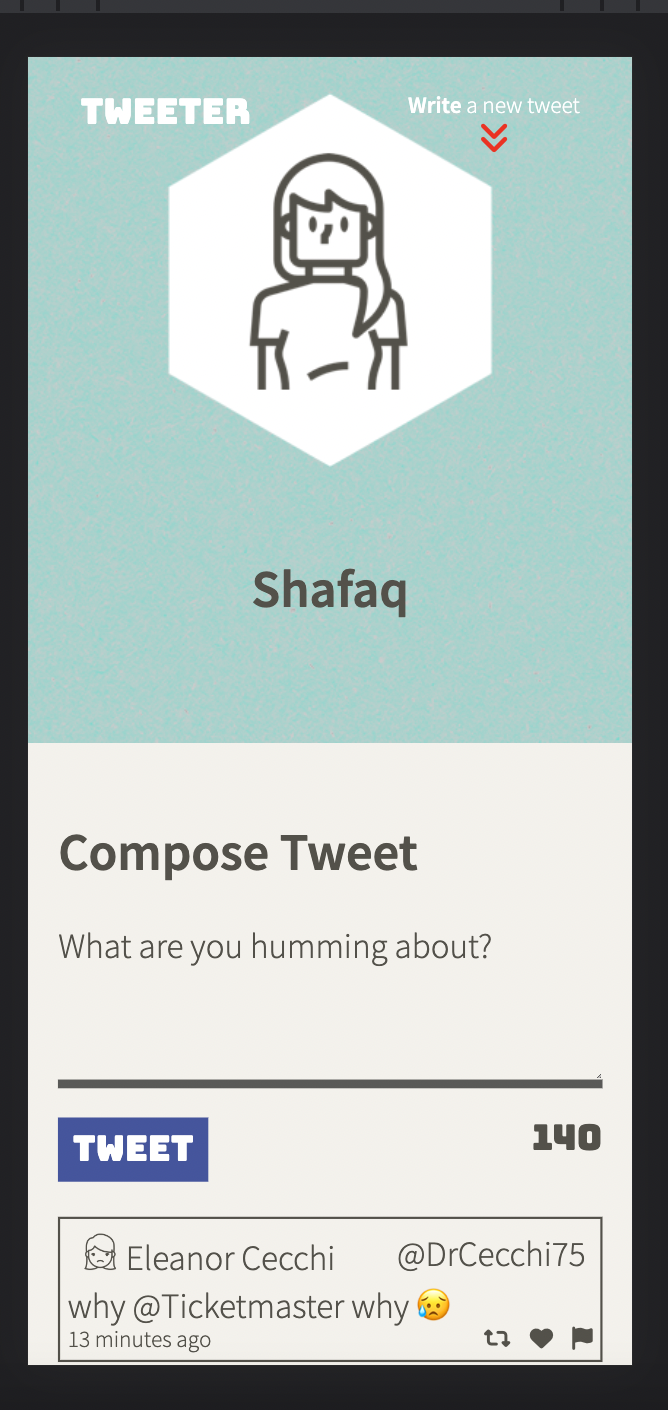 TWEETER
Write a new tweet
Shafaq
Compose Tweet
What are you humming about?
TWEET
140
Eleanor Cecchi
@DrCecchi75
why @Ticketmaster why 😥
13 minutes ago